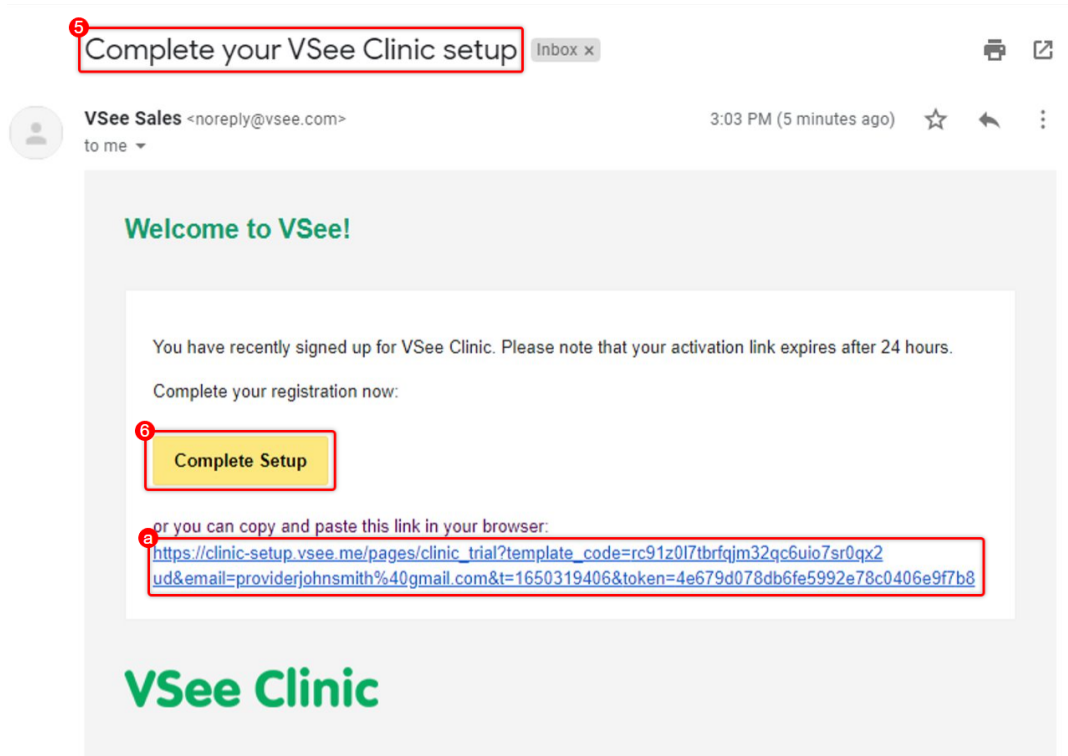 5
Complete your VSee Clinic setup Inbox x
VSee Sales <noreply@vsee.com> 3:03 PM (5 minutes ago)
to me
Welcome to VSee!
You have recently signed up for VSee Clinic. Please note that your activation link expires after 24 hours.
Complete your registration now:
6
Complete Setup
or you can copy and paste this link in your browser:
a
https://clinic-setup.vsee.me/pages/clinic_trial?template_code=rc91z0l7tbrfqjm32qc6uio7sr0qx2
ud&email=providerjohnsmith%40gmail.com&t=1650319406&token=4e679d078db6fe5992e78c0406e9f7b8
VSee Clinic